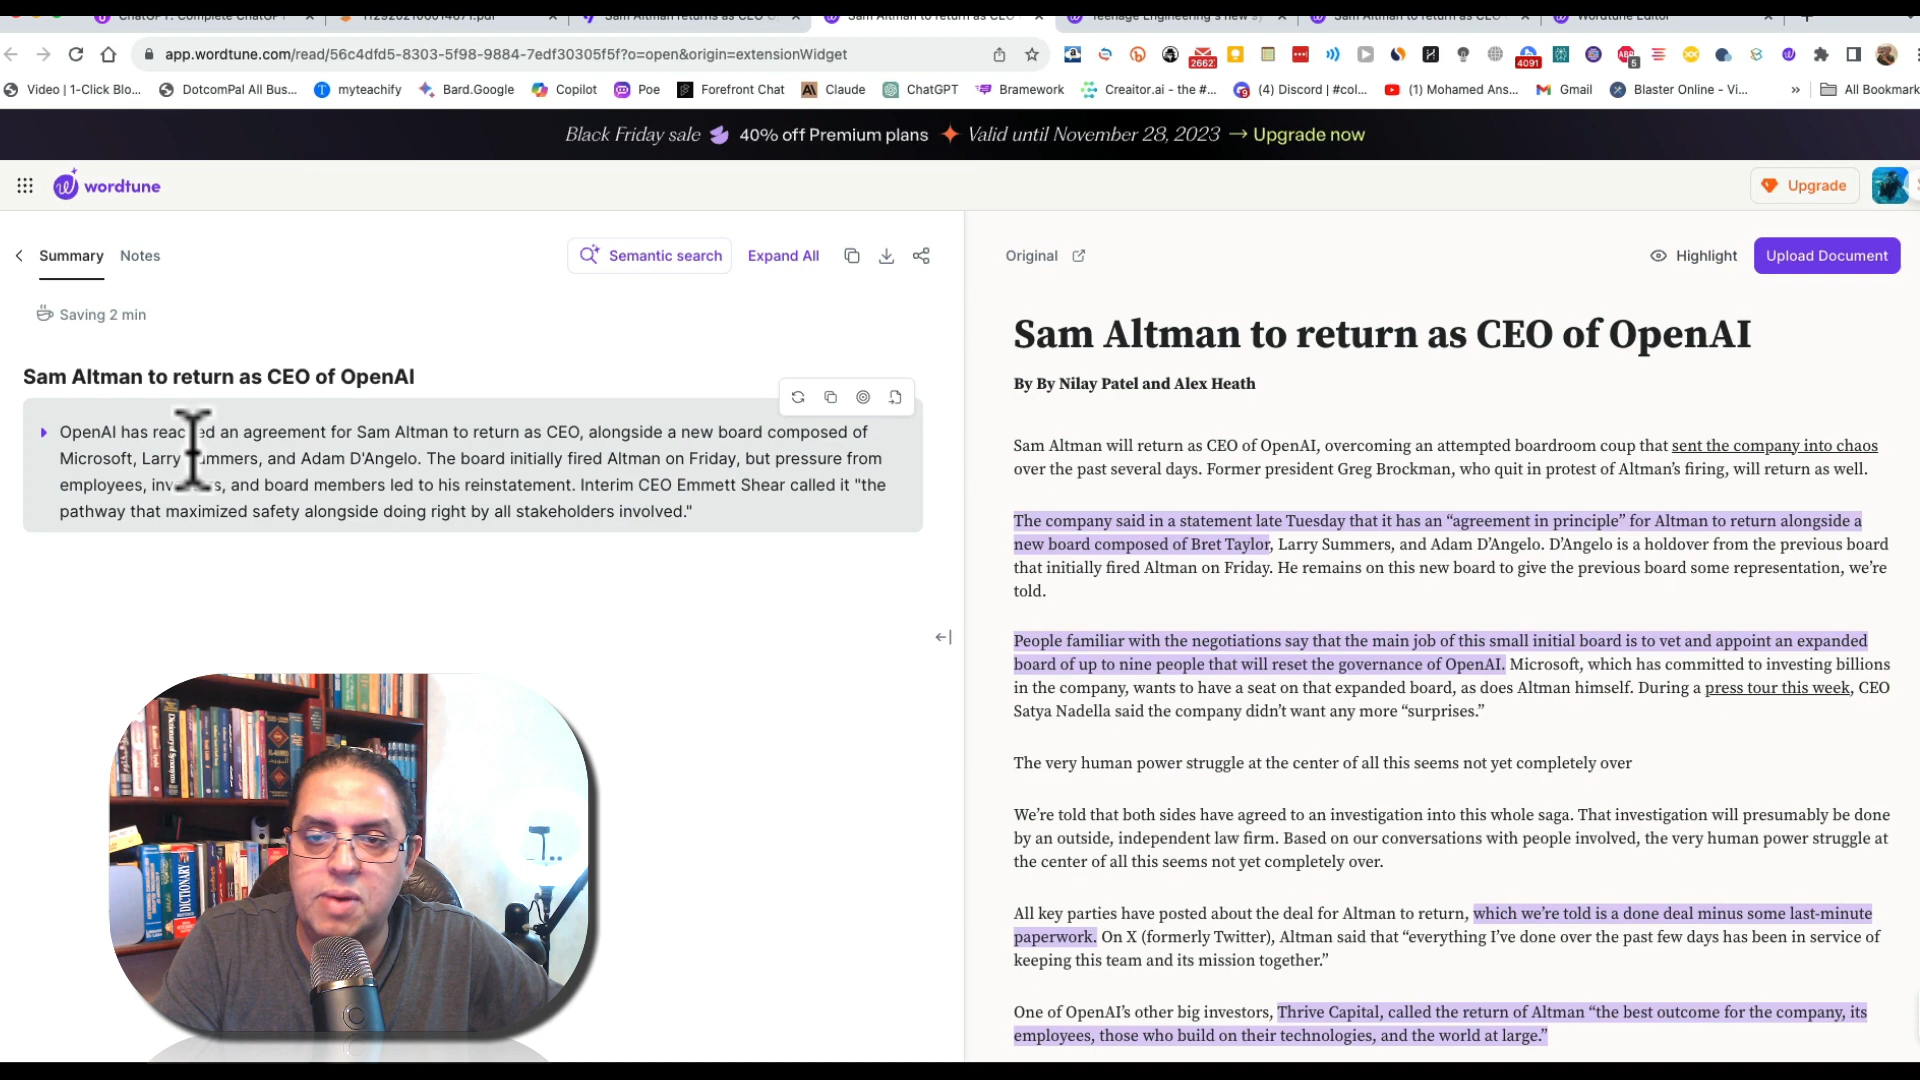 Sam Altman to return as CEO
Wordtune Editor
app.wordtune.com/read/56c4dfd5-8303-5f98-9884-7edf30305f5f?o=open&origin=extensionWidget
2662
4091
5
Video | 1-Click Blo...
DotcomPal All Bus...
myteachify
Bard.Google
Copilot
Poe
Forefront Chat
Claude
ChatGPT
Bramework
Creaitor.ai - the #...
(4) Discord | #col...
(1) Mohamed Ans...
Gmail
Blaster Online - Vi...
»
All Bookmark
Black Friday sale 40% off Premium plans Valid until November 28, 2023 → Upgrade now
wordtune
Upgrade
Summary
Notes
Semantic search
Expand All
Saving 2 min
Sam Altman to return as CEO of OpenAI
OpenAI has reached an agreement for Sam Altman to return as CEO, alongside a new board composed of
Microsoft, Larry Summers, and Adam D'Angelo. The board initially fired Altman on Friday, but pressure from
employees, investors, and board members led to his reinstatement. Interim CEO Emmett Shear called it "the
pathway that maximized safety alongside doing right by all stakeholders involved."
Original
Highlight
Upload Document
Sam Altman to return as CEO of OpenAI
By By Nilay Patel and Alex Heath
Sam Altman will return as CEO of OpenAI, overcoming an attempted boardroom coup that sent the company into chaos
over the past several days. Former president Greg Brockman, who quit in protest of Altman's firing, will return as well.
The company said in a statement late Tuesday that it has an “agreement in principle” for Altman to return alongside a
new board composed of Bret Taylor, Larry Summers, and Adam D’Angelo. D’Angelo is a holdover from the previous board
that initially fired Altman on Friday. He remains on this new board to give the previous board some representation, we’re
told.
People familiar with the negotiations say that the main job of this small initial board is to vet and appoint an expanded
board of up to nine people that will reset the governance of OpenAI. Microsoft, which has committed to investing billions
in the company, wants to have a seat on that expanded board, as does Altman himself. During a press tour this week, CEO
Satya Nadella said the company didn’t want any more “surprises.”
The very human power struggle at the center of all this seems not yet completely over
We’re told that both sides have agreed to an investigation into this whole saga. That investigation will presumably be done
by an outside, independent law firm. Based on our conversations with people involved, the very human power struggle at
the center of all this seems not yet completely over.
All key parties have posted about the deal for Altman to return, which we’re told is a done deal minus some last-minute
paperwork. On X (formerly Twitter), Altman said that “everything I’ve done over the past few days has been in service of
keeping this team and its mission together.”
One of OpenAI’s other big investors, Thrive Capital, called the return of Altman “the best outcome for the company, its
employees, those who build on their technologies, and the world at large.”
DICTIONARY